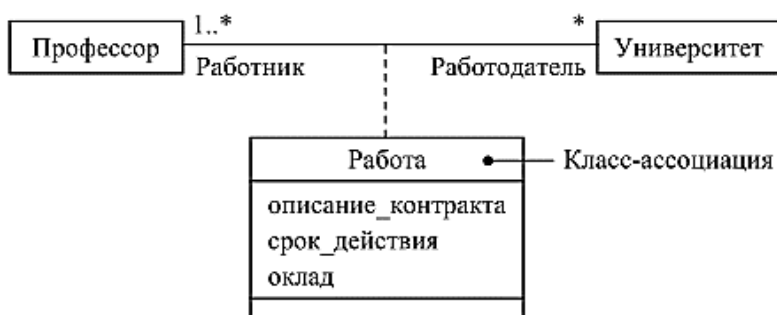 1..* *
Профессор Университет
Работник Работодатель
Работа Класс-ассоциация
описание_контракта
срок_действия
оклад